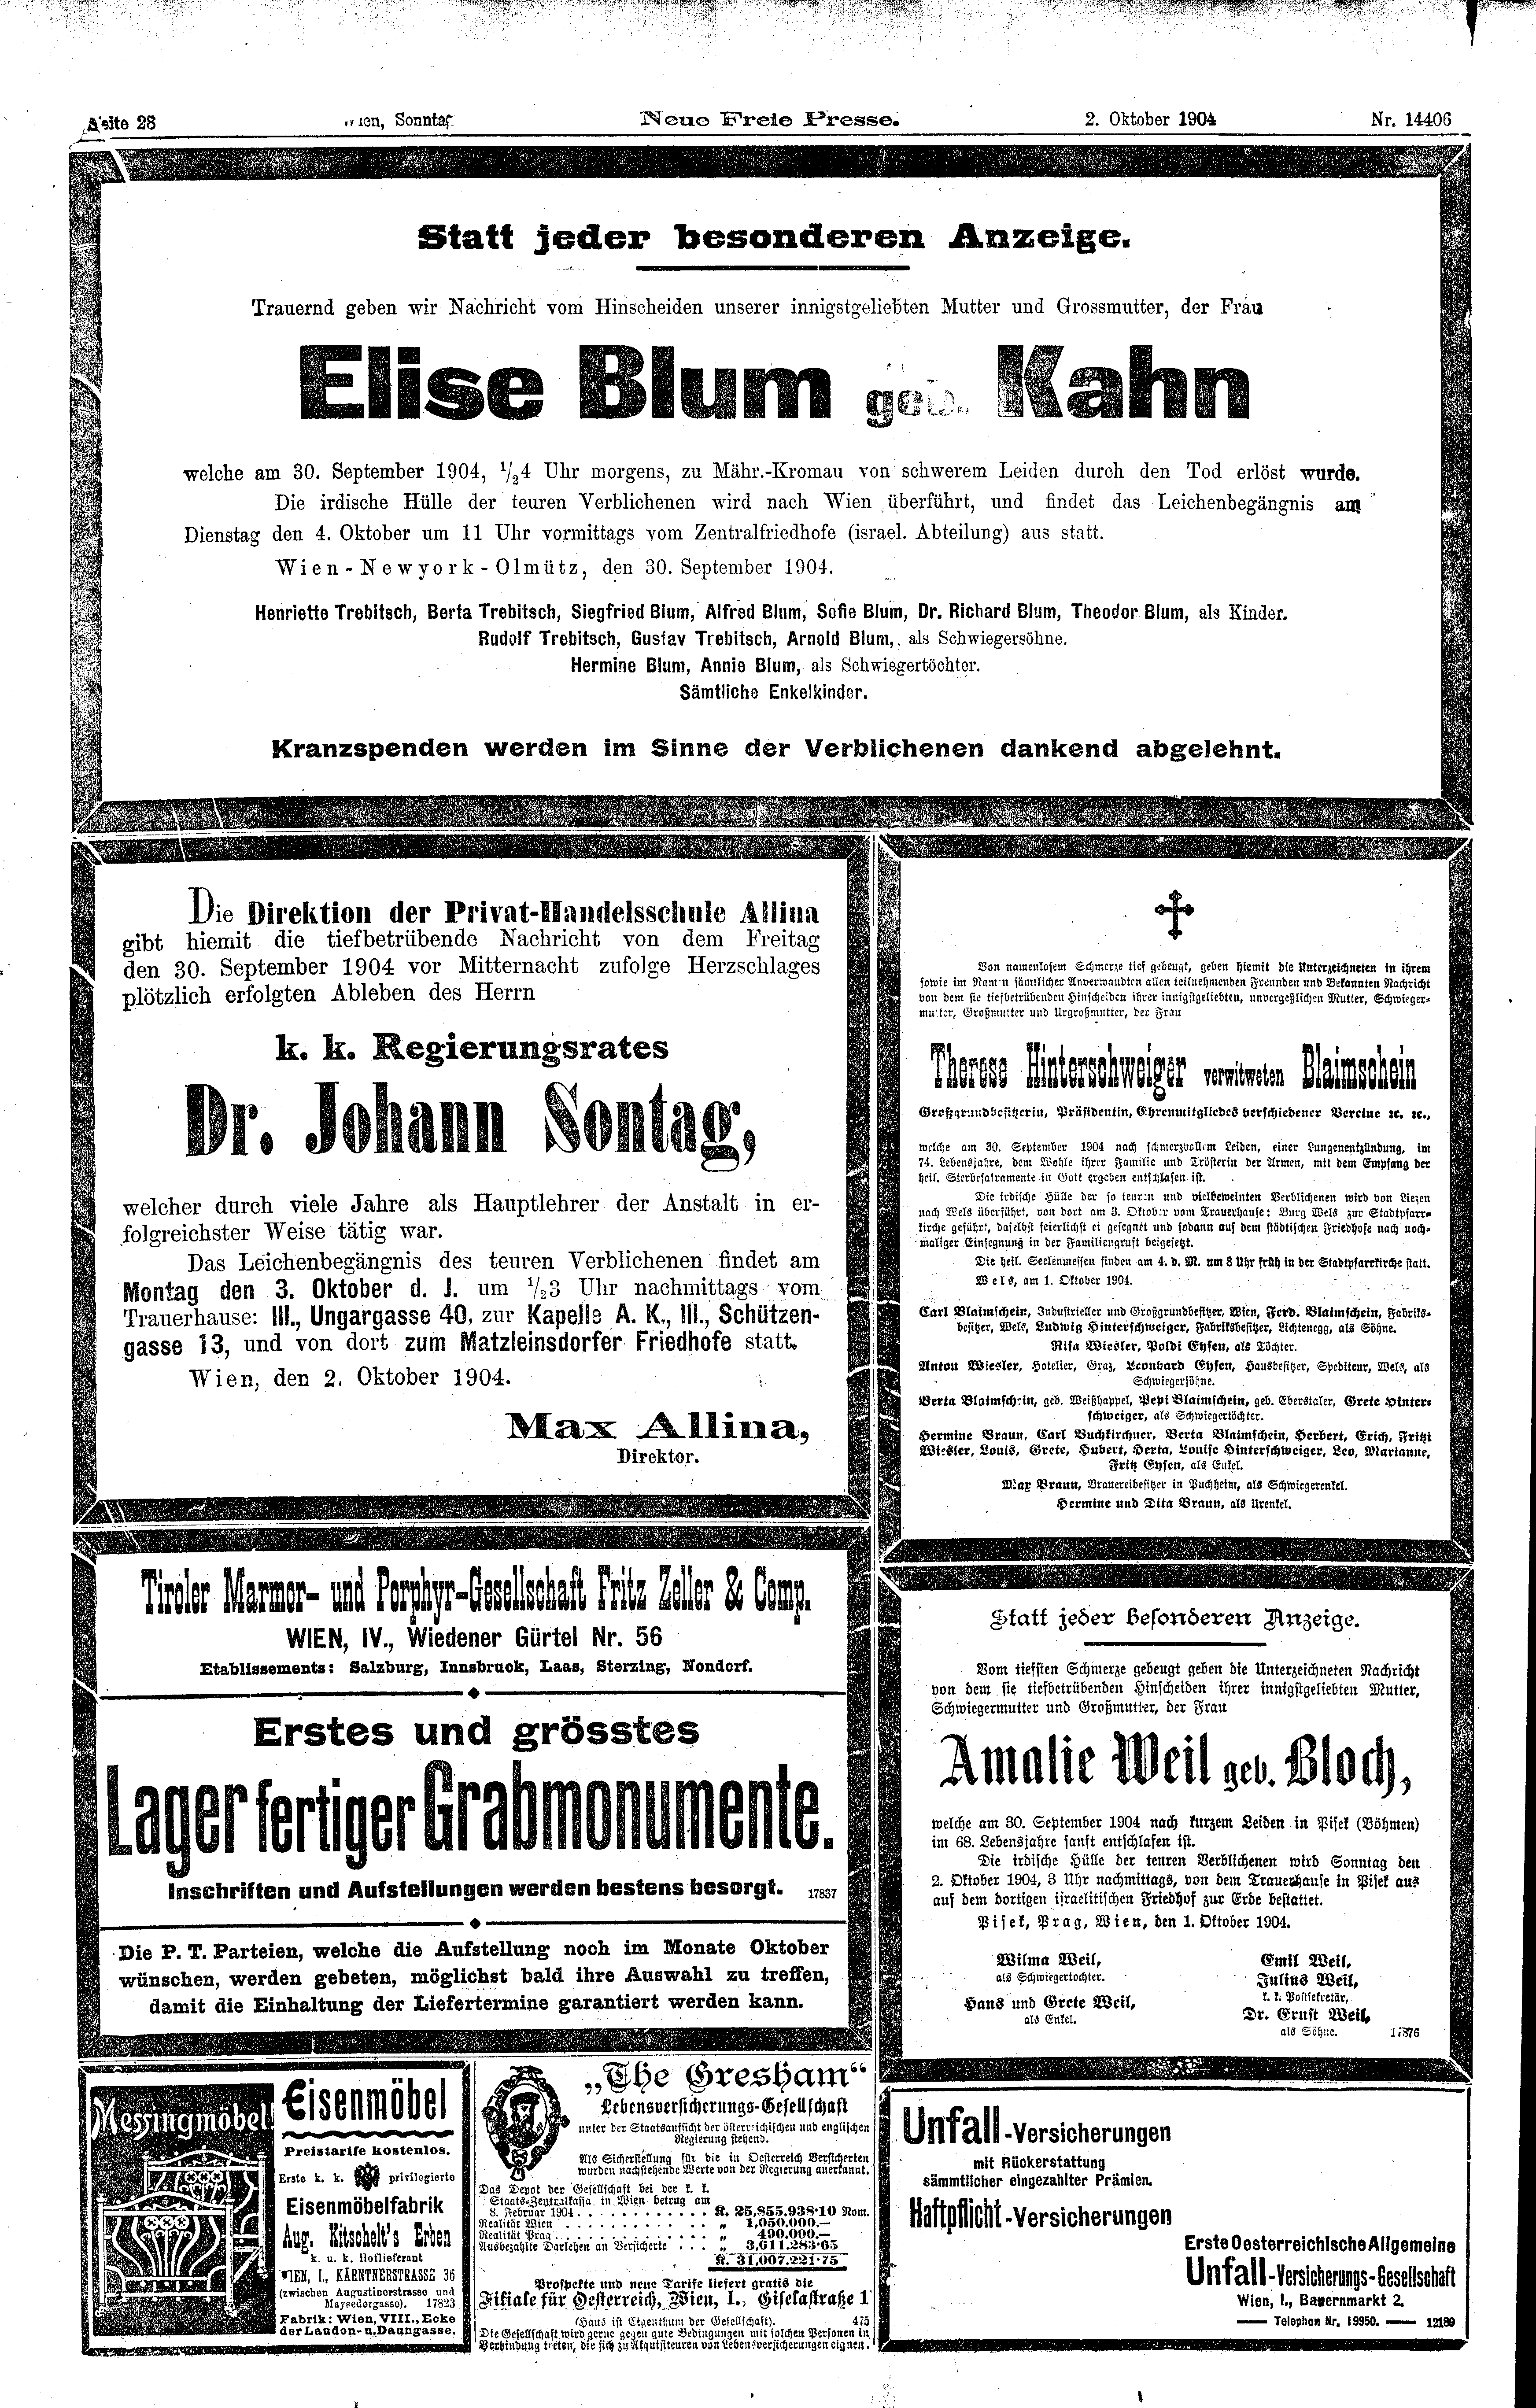 Seite 28
Wien, Sonntag
Neue Freie Presse.
2. Oktober 1904
Nr. 14406
Statt jeder besonderen Anzeige.
Trauernd geben wir Nachricht vom Hinscheiden unserer innigstgeliebten Mutter und Grossmutter, der Frau
Elise Blum geb. Kahn
welche am 30. September 1904, 1/24 Uhr morgens, zu Mähr.-Kromau von schwerem Leiden durch den Tod erlöst wurde.
Die irdische Hülle der teuren Verblichenen wird nach Wien überführt, und findet das Leichenbegängnis am
Dienstag den 4. Oktober um 11 Uhr vormittags vom Zentralfriedhofe (israel. Abteilung) aus statt.
Wien-Newyork-Olmütz, den 30. September 1904.
Henriette Trebitsch, Berta Trebitsch, Siegfried Blum, Alfred Blum, Sofie Blum, Dr. Richard Blum, Theodor Blum, als Kinder.
Rudolf Trebitsch, Gustav Trebitsch, Arnold Blum, als Schwiegersöhne.
Hermine Blum, Annie Blum, als Schwiegertöchter.
Sämtliche Enkelkinder.
Kranzspenden werden im Sinne der Verblichenen dankend abgelehnt.
Die Direktion der Privat-Handelsschule Allina
gibt hiemit die tiefbetrübende Nachricht von dem Freitag
den 30. September 1904 vor Mitternacht zufolge Herzschlages
plötzlich erfolgten Ableben des Herrn
k. k. Regierungsrates
Dr. Johann Sontag,
welcher durch viele Jahre als Hauptlehrer der Anstalt in er-
folgreichster Weise tätig war.
Das Leichenbegängnis des teuren Verblichenen findet am
Montag den 3. Oktober d. J. um 1/23 Uhr nachmittags vom
Trauerhause: III., Ungargasse 40, zur Kapelle A. K., III., Schützen-
gasse 13, und von dort zum Matzleinsdorfer Friedhofe statt.
Wien, den 2. Oktober 1904.
Max Allina,
Direktor.
Von namenlosem Schmerze tief gebeugt, geben hiemit die Unterzeichneten in ihrem
sowie im Namen sämtlicher Anverwandten allen teilnehmenden Freunden und Bekannten Nachricht
von dem sie tiefbetrübenden Hinscheiden ihrer innigstgeliebten, unvergeßlichen Mutter, Schwieger-
mutter, Großmutter und Urgroßmutter, der Frau
Therese Hinterschweiger verwitweten Blaimschein
Großgrundbesitzerin, Präsidentin, Ehrenmitgliedes verschiedener Vereine ꝛc. ꝛc.,
welche am 30. September 1904 nach schmerzvollem Leiden, einer Lungenentzündung, im
74. Lebensjahre, dem Wohle ihrer Familie und Trösterin der Armen, mit dem Empfang der
heil. Sterbesakramente in Gott ergeben entschlafen ist.
Die irdische Hülle der so teuren und vielbeweinten Verblichenen wird von Liezen
nach Wels überführt, von dort am 3. Oktober vom Trauerhause: Burg Wels zur Stadtpfarr-
kirche geführt, daselbst feierlichst eingesegnet und sodann auf dem städtischen Friedhofe nach noch-
maliger Einsegnung in der Familiengruft beigesetzt.
Die heil. Seelenmessen finden am 4. d. M. um 8 Uhr früh in der Stadtpfarrkirche statt.
Wels, am 1. Oktober 1904.
Carl Blaimschein, Industrieller und Großgrundbesitzer, Wien, Ferd. Blaimschein, Fabriks-
besitzer, Wels, Ludwig Hinterschweiger, Fabriksbesitzer, Lichtenegg, als Söhne.
Risa Wiesler, Poldi Eysen, als Töchter.
Anton Wiesler, Hotelier, Graz, Leonhard Eysen, Hausbesitzer, Spediteur, Wels, als
Schwiegersöhne.
Berta Blaimschein, geb. Weißhappel, Pepi Blaimschein, geb. Eberstaler, Grete Hinter-
schweiger, als Schwiegertöchter.
Hermine Braun, Carl Buchkirchner, Berta Blaimschein, Herbert, Erich, Fritzi
Wiesler, Louis, Grete, Hubert, Herta, Louise Hinterschweiger, Leo, Marianne,
Fritz Eysen, als Enkel.
Max Braun, Brauereibesitzer in Puchheim, als Schwiegerenkel.
Hermine und Dita Braun, als Urenkel.
Tiroler Marmor- und Porphyr-Gesellschaft Fritz Zeller & Comp.
WIEN, IV., Wiedener Gürtel Nr. 56
Etablissements: Salzburg, Innsbruck, Laas, Sterzing, Nondorf.
Erstes und grösstes
Lager fertiger Grabmonumente.
Inschriften und Aufstellungen werden bestens besorgt. 17837
Die P. T. Parteien, welche die Aufstellung noch im Monate Oktober
wünschen, werden gebeten, möglichst bald ihre Auswahl zu treffen,
damit die Einhaltung der Liefertermine garantiert werden kann.
Statt jeder besonderen Anzeige.
Vom tiefsten Schmerze gebeugt geben die Unterzeichneten Nachricht
von dem sie tiefbetrübenden Hinscheiden ihrer innigstgeliebten Mutter,
Schwiegermutter und Großmutter, der Frau
Amalie Weil geb. Bloch,
welche am 30. September 1904 nach kurzem Leiden in Pisek (Böhmen)
im 68. Lebensjahre sanft entschlafen ist.
Die irdische Hülle der teuren Verblichenen wird Sonntag den
2. Oktober 1904, 3 Uhr nachmittags, von dem Trauerhause in Pisek aus
auf dem dortigen israelitischen Friedhof zur Erde bestattet.
Pisek, Prag, Wien, den 1. Oktober 1904.
Wilma Weil,
als Schwiegertochter.
Hans und Grete Weil,
als Enkel.
Emil Weil,
Julius Weil,
k. k. Postsekretär,
Dr. Ernst Weil,
als Söhne.
17876
Messingmöbel
Eisenmöbel
Preistarife kostenlos.
Erste k. k. privilegierte
Eisenmöbelfabrik
Aug. Kitschelt's Erben
k. u. k. Hoflieferant
WIEN, I., KÄRNTNERSTRASSE 36
(zwischen Augustinerstrasse und
Maysedergasse). 17823
Fabrik: Wien, VIII., Ecke
der Laudon- u. Daungasse.
„The Gresham“
Lebensversicherungs-Gesellschaft
unter der Staatsaufsicht der österreichischen und englischen
Regierung stehend.
Als Sicherstellung für die in Oesterreich Versicherten
wurden nachstehende Werte von der Regierung anerkannt.
Das Depot der Gesellschaft bei der k. k.
Staats-Zentralkassa in Wien betrug am
8. Februar 1904 . . . K. 25,855.938·10 Nom.
Realität Wien . . . „ 1,050.000.—
Realität Prag . . . „ 490.000.—
Ausbezahlte Darlehen an Versicherte . . . „ 3,611.283·65
K. 31,007.221·75
Prospekte und neue Tarife liefert gratis die
Filiale für Oesterreich, Wien, I., Giselastraße 1
(Haus ist Eigenthum der Gesellschaft). 475
Die Gesellschaft wird gerne gegen gute Bedingungen mit solchen Personen in
Verbindung treten, die sich zu Akquisiteuren von Lebensversicherungen eignen.
Unfall-Versicherungen
mit Rückerstattung
sämmtlicher eingezahlter Prämien.
Haftpflicht-Versicherungen
Erste Oesterreichische Allgemeine
Unfall-Versicherungs-Gesellschaft
Wien, I., Bauernmarkt 2.
Telephon Nr. 19950. 12189